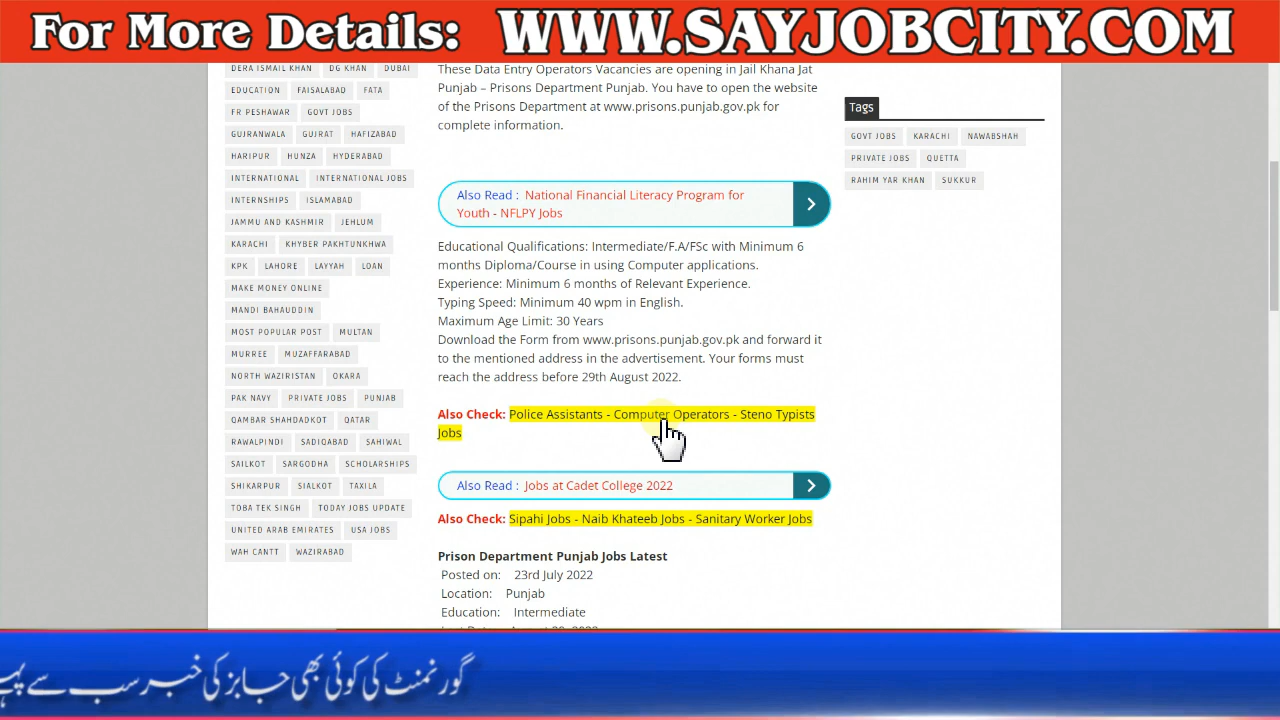 For More Details: WWW.SAYJOBCITY.COM
DERA ISMAIL KHAN DG KHAN DUBAI
EDUCATION FAISALABAD FATA
FR PESHAWAR GOVT JOBS
GUJRANWALA GUJRAT HAFIZABAD
HARIPUR HUNZA HYDERABAD
INTERNATIONAL INTERNATIONAL JOBS
INTERNSHIPS ISLAMABAD
JAMMU AND KASHMIR JEHLUM
KARACHI KHYBER PAKHTUNKHWA
KPK LAHORE LAYYAH LOAN
MAKE MONEY ONLINE
MANDI BAHAUDDIN
MOST POPULAR POST MULTAN
MURREE MUZAFFARABAD
NORTH WAZIRISTAN OKARA
PAK NAVY PRIVATE JOBS PUNJAB
QAMBAR SHAHDADKOT QATAR
RAWALPINDI SADIQABAD SAHIWAL
SAILKOT SARGODHA SCHOLARSHIPS
SHIKARPUR SIALKOT TAXILA
TOBA TEK SINGH TODAY JOBS UPDATE
UNITED ARAB EMIRATES USA JOBS
WAH CANTT WAZIRABAD
These Data Entry Operators Vacancies are opening in Jail Khana Jat
Punjab – Prisons Department Punjab. You have to open the website
of the Prisons Department at www.prisons.punjab.gov.pk for
complete information.
Also Read : National Financial Literacy Program for
Youth - NFLPY Jobs
Educational Qualifications: Intermediate/F.A/FSc with Minimum 6
months Diploma/Course in using Computer applications.
Experience: Minimum 6 months of Relevant Experience.
Typing Speed: Minimum 40 wpm in English.
Maximum Age Limit: 30 Years
Download the Form from www.prisons.punjab.gov.pk and forward it
to the mentioned address in the advertisement. Your forms must
reach the address before 29th August 2022.
Also Check: Police Assistants - Computer Operators - Steno Typists
Jobs
Also Read : Jobs at Cadet College 2022
Also Check: Sipahi Jobs - Naib Khateeb Jobs - Sanitary Worker Jobs
Prison Department Punjab Jobs Latest
Posted on: 23rd July 2022
Location: Punjab
Education: Intermediate
Tags
GOVT JOBS KARACHI NAWABSHAH
PRIVATE JOBS QUETTA
RAHIM YAR KHAN SUKKUR
گورنمنٹ کی کوئی بھی جابز کی خبر سب سے